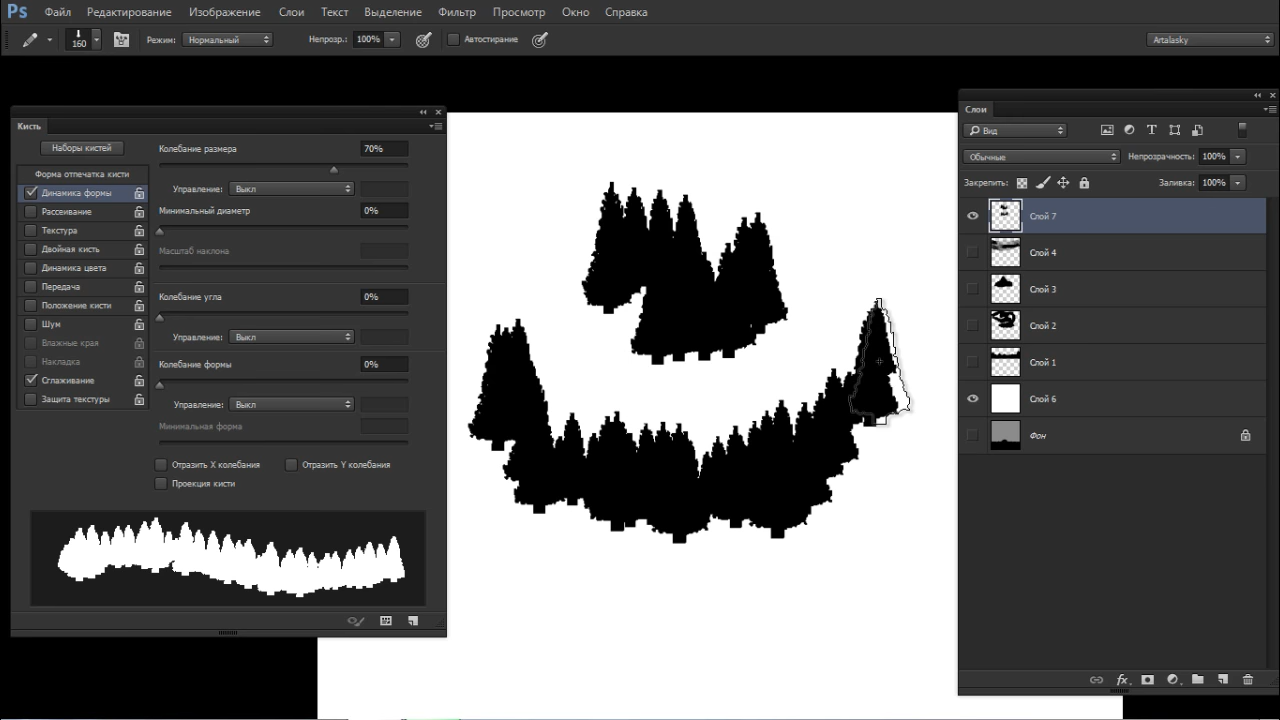 Ps Файл Редактирование Изображение Слои Текст Выделение Фильтр Просмотр Окно Справка
160 Режим: Нормальный Непрозр.: 100% Автостирание Artalasky
Кисть
Наборы кистей
Форма отпечатка кисти
Динамика формы
Рассеивание
Текстура
Двойная кисть
Динамика цвета
Передача
Положение кисти
Шум
Влажные края
Накладка
Сглаживание
Защита текстуры
Колебание размера 70%
Управление: Выкл
Минимальный диаметр 0%
Масштаб наклона
Колебание угла 0%
Управление: Выкл
Колебание формы 0%
Управление: Выкл
Минимальная форма
Отразить X колебания Отразить Y колебания
Проекция кисти
Слои
Вид
Обычные Непрозрачность: 100%
Закрепить: Заливка: 100%
Слой 7
Слой 4
Слой 3
Слой 2
Слой 1
Слой 6
Фон
fx